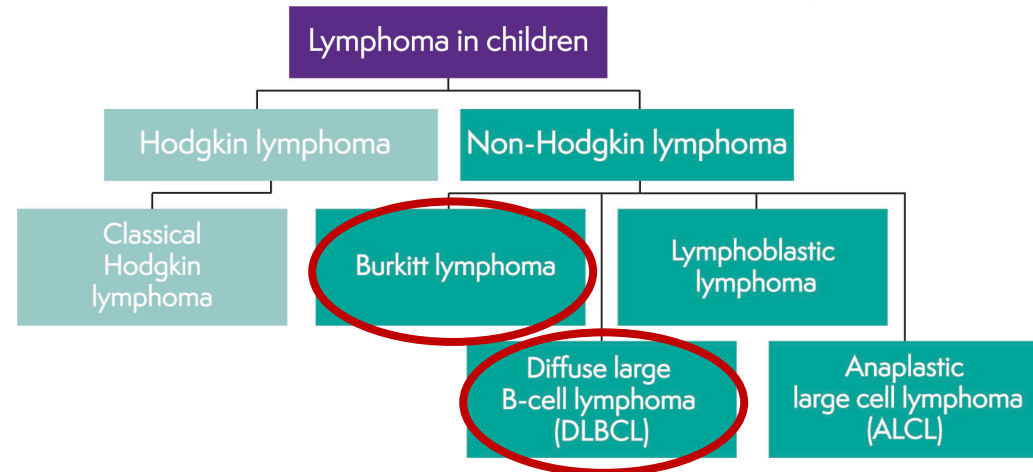 Lymphoma in children
Hodgkin lymphoma
Non-Hodgkin lymphoma
Classical
Hodgkin
lymphoma
Burkitt lymphoma
Lymphoblastic
lymphoma
Diffuse large
B-cell lymphoma
(DLBCL)
Anaplastic
large cell lymphoma
(ALCL)